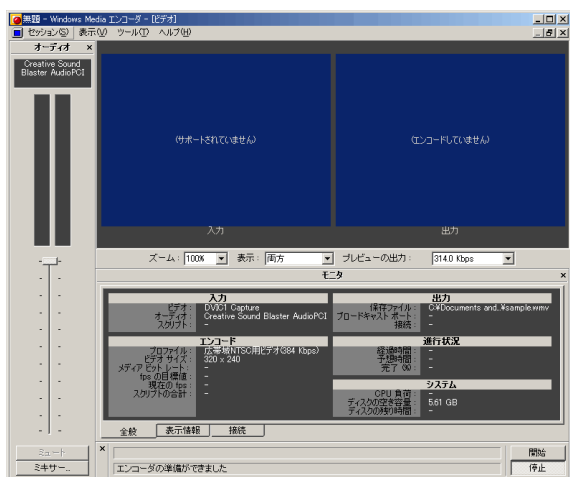 無題 - Windows Media エンコーダ - [ビデオ]
セッション(S) 表示(V) ツール(T) ヘルプ(H)
オーディオ ×
Creative Sound
Blaster AudioPCI
(サポートされていません)
(エンコードしていません)
入力
出力
ズーム: 100% 表示: 両方 プレビューの出力: 314.0 Kbps
モニタ ×
入力
ビデオ: DVIC1 Capture
オーディオ: Creative Sound Blaster AudioPCI
スクリプト: -
出力
保存ファイル: C:¥Documents and..¥sample.wmv
ブロードキャスト ポート: -
接続: -
エンコード
プロファイル: 広帯域NTSC用ビデオ(384 Kbps)
ビデオ サイズ: 320 x 240
メディア ビット レート: -
fps の目標値: -
現在の fps: -
スクリプトの合計: -
進行状況
経過時間: -
予想時間: -
完了 (%): -
システム
CPU 負荷: -
ディスクの空き容量: 5.61 GB
ディスクの残り時間: -
全般 表示情報 接続
ミュート
ミキサー...
エンコーダの準備ができました
開始
停止